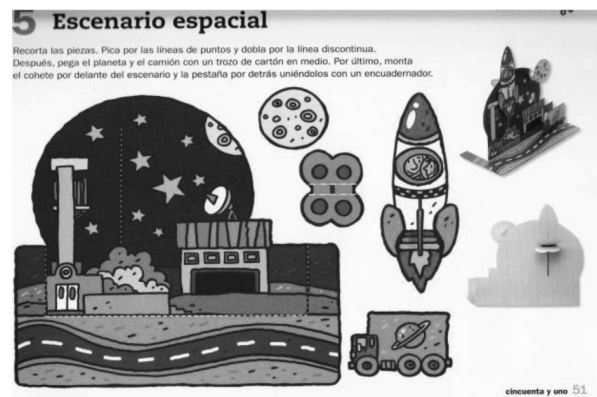 5 Escenario espacial
Recorta las piezas. Pica por las líneas de puntos y dobla por la línea discontinua.
Después, pega el planeta y el camión con un trozo de cartón en medio. Por último, monta
el cohete por delante del escenario y la pestaña por detrás uniéndolos con un encuadernador.
cincuenta y uno 51